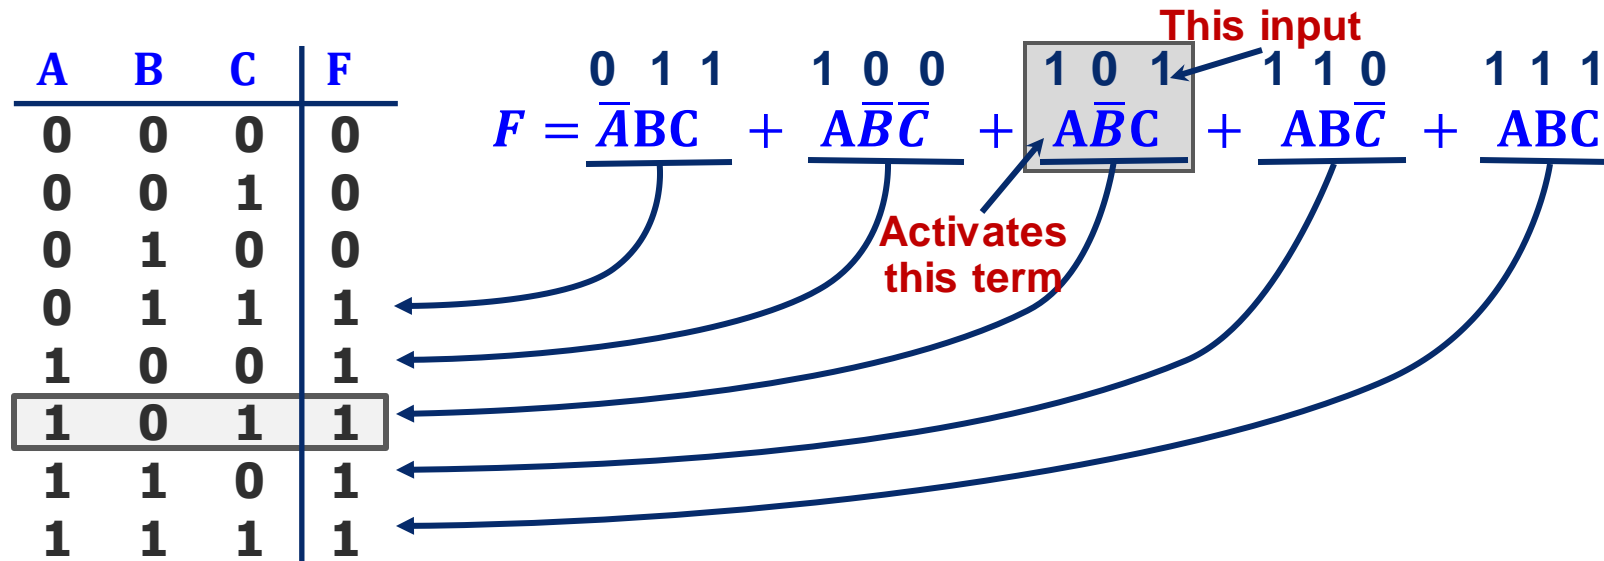 A B C F
0 0 0 0
0 0 1 0
0 1 0 0
0 1 1 1
1 0 0 1
1 0 1 1
1 1 0 1
1 1 1 1
This input
0 1 1 1 0 0 1 0 1 1 1 0 1 1 1
F = A̅BC + AB̅C̅ + AB̅C + ABC̅ + ABC
Activates
this term